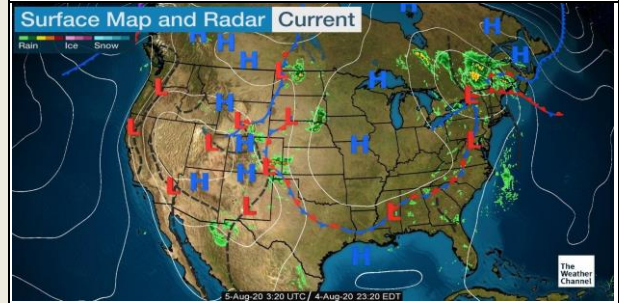 Surface Map and Radar Current
Rain Ice Snow
H
H
H
H
H
H
L
H
L
L
H
L
L
L
L
H
H
L
L
H
H
L
L
L
H
The
Weather
Channel
5-Aug-20 3:20 UTC / 4-Aug-20 23:20 EDT